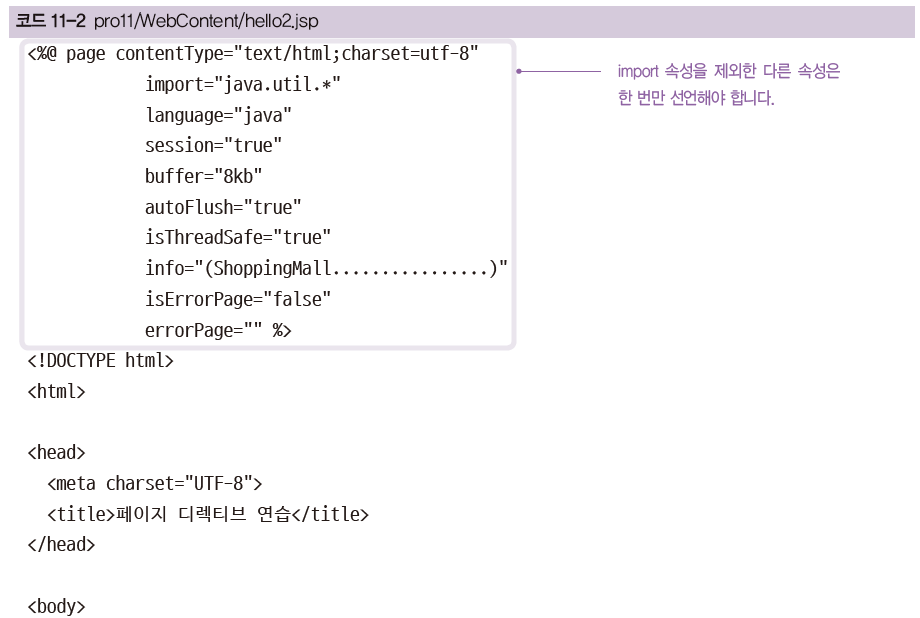 코드 11-2 pro11/WebContent/hello2.jsp
<%@ page contentType="text/html;charset=utf-8"
import="java.util.*"
language="java"
session="true"
buffer="8kb"
autoFlush="true"
isThreadSafe="true"
info="(ShoppingMall................)"
isErrorPage="false"
errorPage="" %>
import 속성을 제외한 다른 속성은
한 번만 선언해야 합니다.
<!DOCTYPE html>
<html>
<head>
<meta charset="UTF-8">
<title>페이지 디렉티브 연습</title>
</head>
<body>